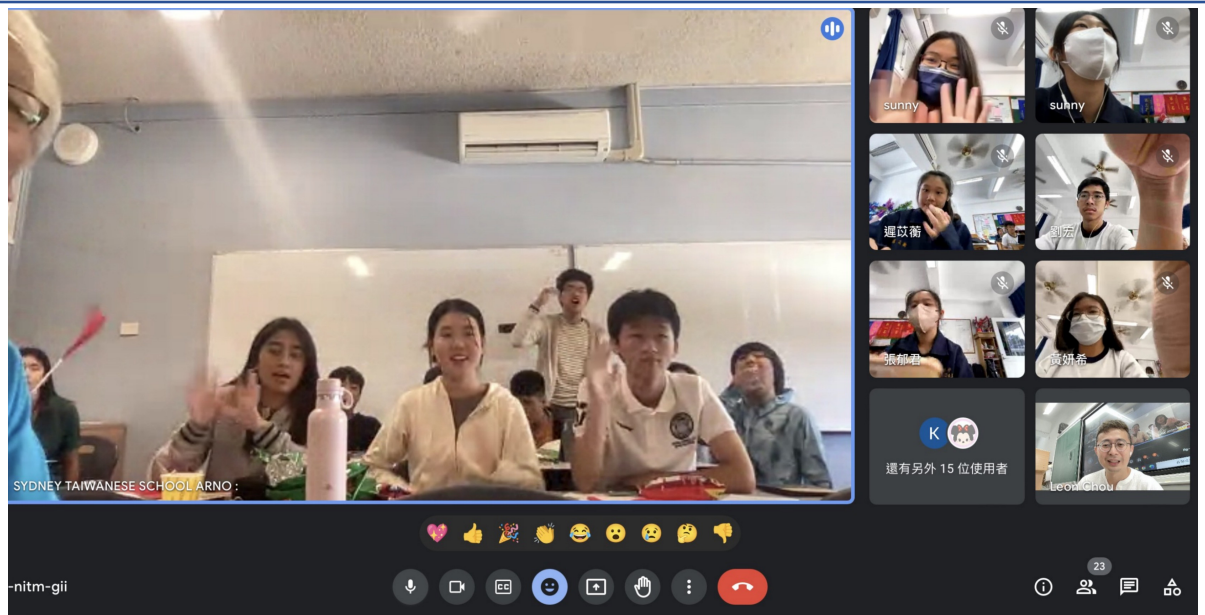 sunny
sunny
遲苡蘅
劉宏
張郁君
黃妍希
K
還有另外 15 位使用者
SYDNEY TAIWANESE SCHOOL ARNO :
Leon Chou
CC
23
-nitm-gii